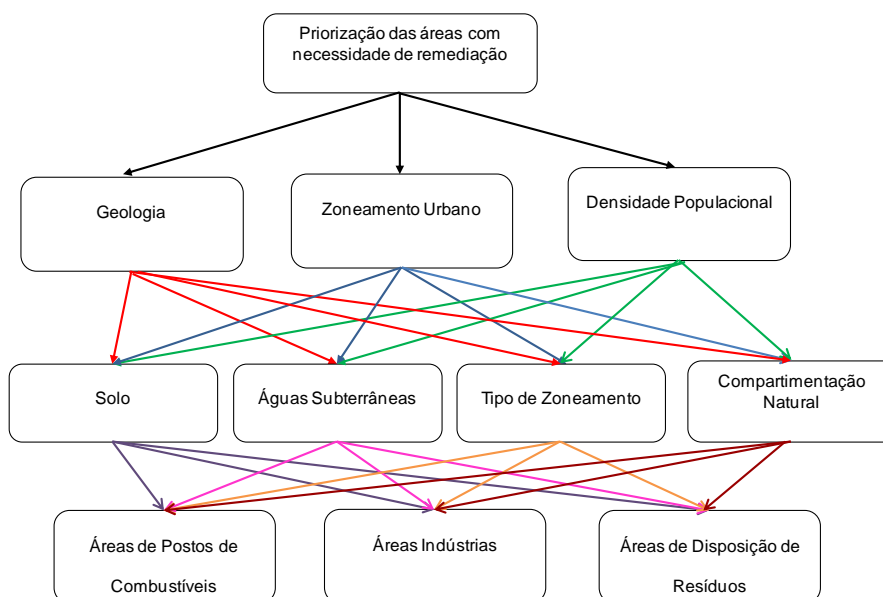 Priorização das áreas com
necessidade de remediação
Geologia
Zoneamento Urbano
Densidade Populacional
Solo
Águas Subterrâneas
Tipo de Zoneamento
Compartimentação
Natural
Áreas de Postos de
Combustíveis
Áreas Indústrias
Áreas de Disposição de
Resíduos